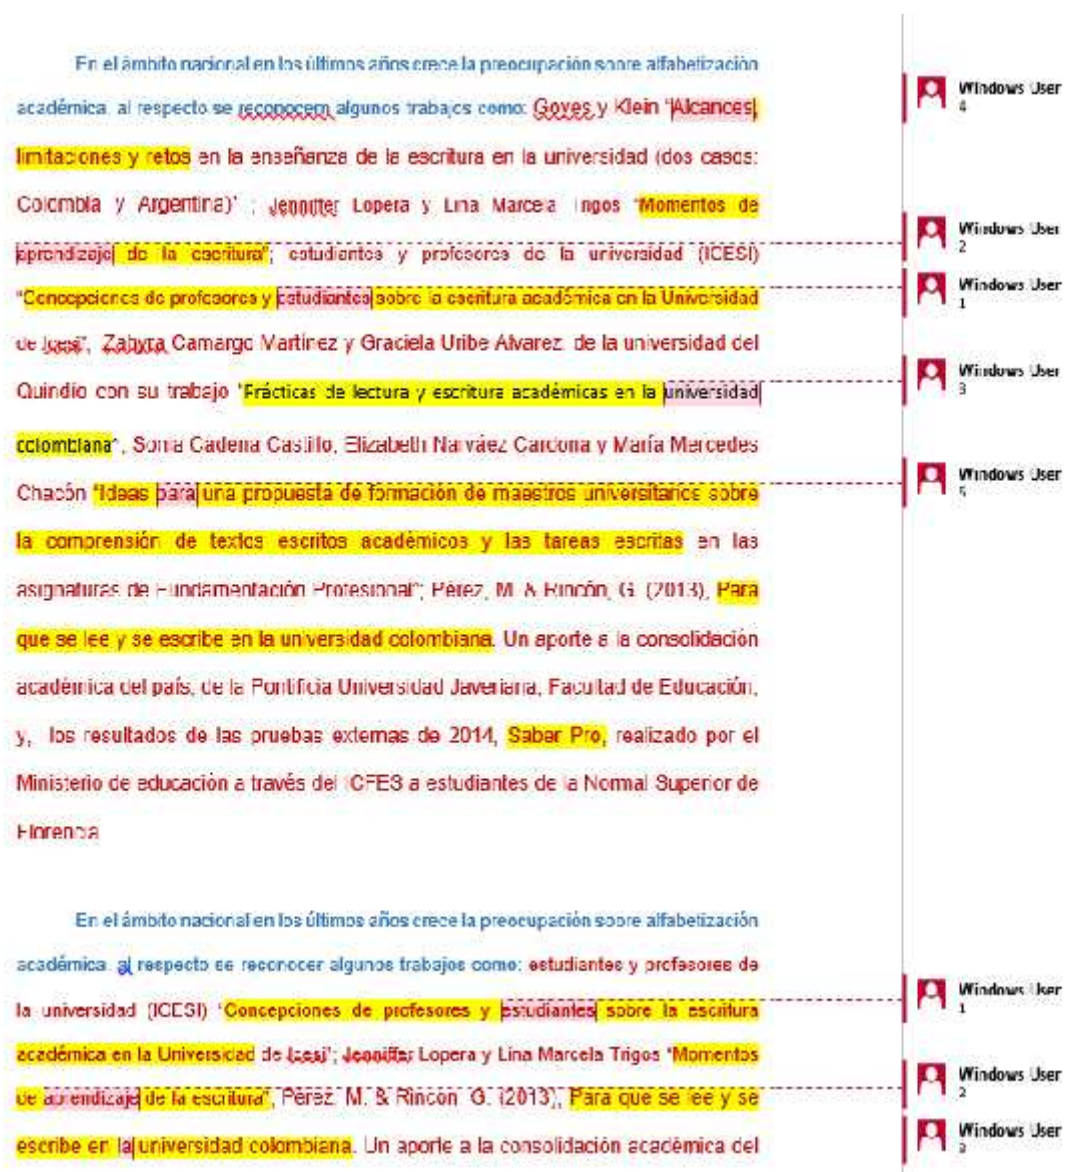 En el ámbito nacional en los últimos años crece la preocupación sobre alfabetización
académica. al respecto se reconocem algunos trabajos como: Goyes y Klein "Alcances,
limitaciones y retos en la enseñanza de la escritura en la universidad (dos casos:
Colombia y Argentina)" ; Jenniffer Lopera y Lina Marcela Trigos "Momentos de
aprendizaje de la escritura"; estudiantes y profesores de la universidad (ICESI)
"Concepciones de profesores y estudiantes sobre la escritura académica en la Universidad
de Icesi", Zahyra Camargo Martínez y Graciela Uribe Álvarez. de la universidad del
Quindío con su trabajo "Prácticas de lectura y escritura académicas en la universidad
colombiana", Sonia Cadena Castillo, Elizabeth Narváez Cardona y María Mercedes
Chacón "Ideas para una propuesta de formación de maestros universitarios sobre
la comprensión de textos escritos académicos y las tareas escritas en las
asignaturas de Fundamentación Profesional"; Pérez, M. & Rincón, G. (2013), Para
que se lee y se escribe en la universidad colombiana. Un aporte a la consolidación
académica del país, de la Pontificia Universidad Javeriana, Facultad de Educación,
y, los resultados de las pruebas externas de 2014, Saber Pro, realizado por el
Ministerio de educación a través del ICFES a estudiantes de la Normal Superior de
Florencia
En el ámbito nacional en los últimos años crece la preocupación sobre alfabetización
académica. al respecto se reconocer algunos trabajos como: estudiantes y profesores de
la universidad (ICESI) "Concepciones de profesores y estudiantes sobre la escritura
académica en la Universidad de Icesi"; Jenniffer Lopera y Lina Marcela Trigos "Momentos
de aprendizaje de la escritura", Pérez, M. & Rincón, G. (2013), Para que se lee y se
escribe en la universidad colombiana. Un aporte a la consolidación académica del
Windows User
4
Windows User
2
Windows User
1
Windows User
3
Windows User
5
Windows User
1
Windows User
2
Windows User
3